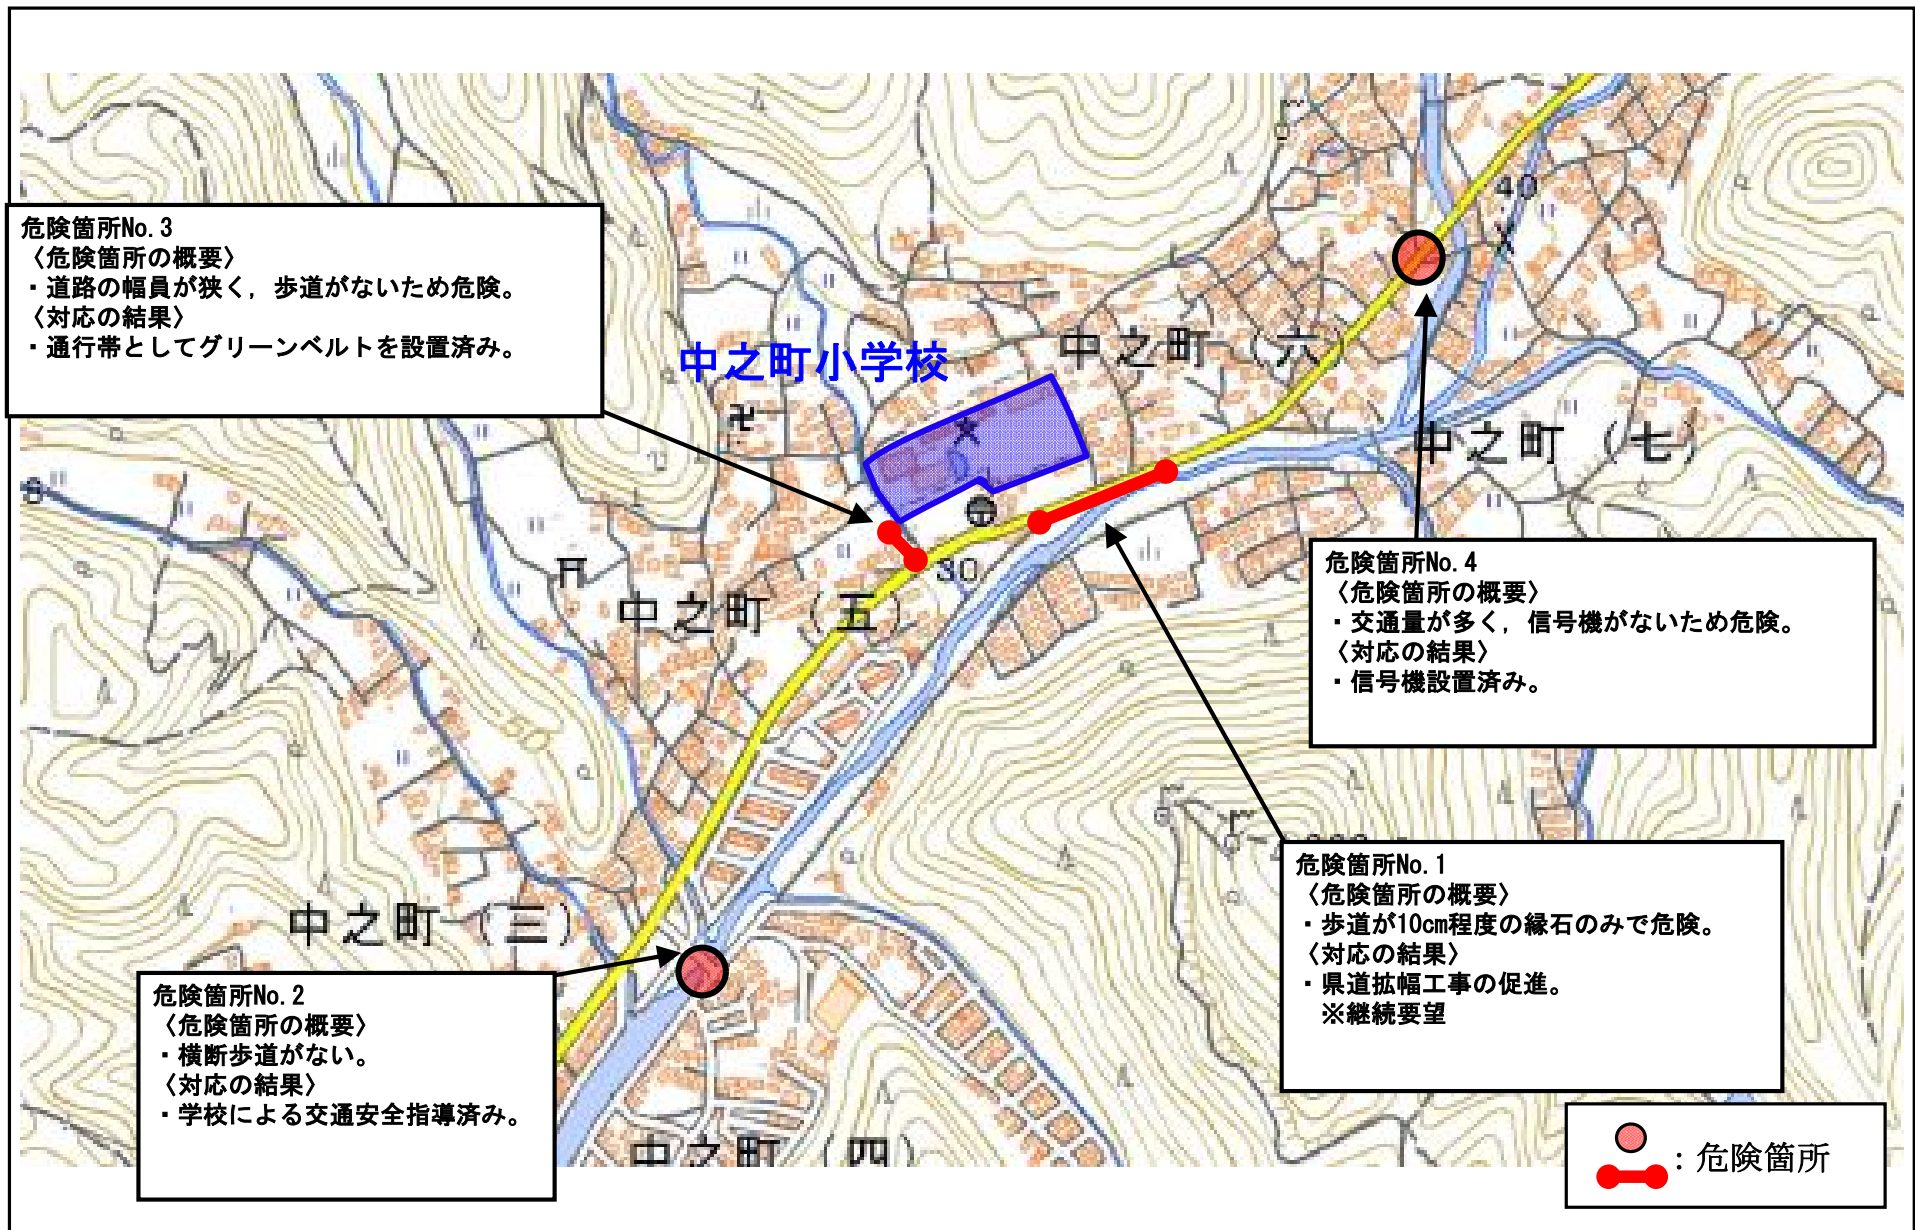 40
危険箇所No.3
〈危険箇所の概要〉
・道路の幅員が狭く，歩道がないため危険。
〈対応の結果〉
・通行帯としてグリーンベルトを設置済み。
中之町小学校
中之町（六）
中之町（七）
30
中之町（五）
危険箇所No.4
〈危険箇所の概要〉
・交通量が多く，信号機がないため危険。
〈対応の結果〉
・信号機設置済み。
危険箇所No.1
〈危険箇所の概要〉
・歩道が10cm程度の縁石のみで危険。
〈対応の結果〉
・県道拡幅工事の促進。
※継続要望
中之町（三）
危険箇所No.2
〈危険箇所の概要〉
・横断歩道がない。
〈対応の結果〉
・学校による交通安全指導済み。
中之町（四）
：危険箇所